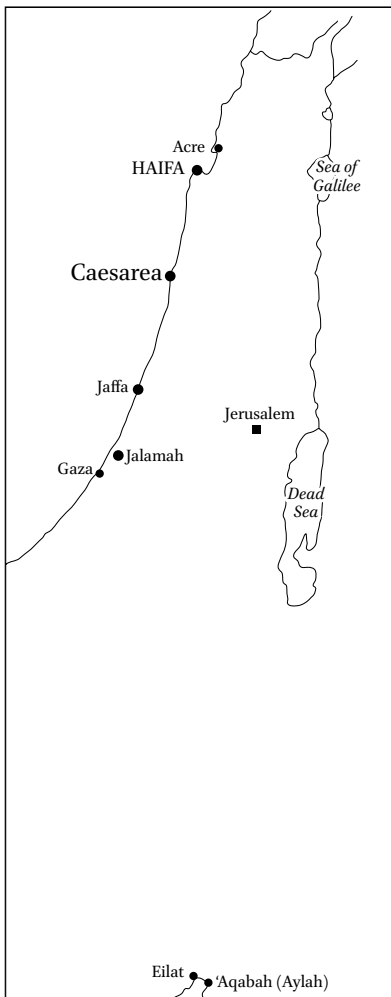 Acre
HAIFA
Sea of
Galilee
Caesarea
Jaffa
Jerusalem
Jalamah
Gaza
Dead
Sea
Eilat
‘Aqabah (Aylah)